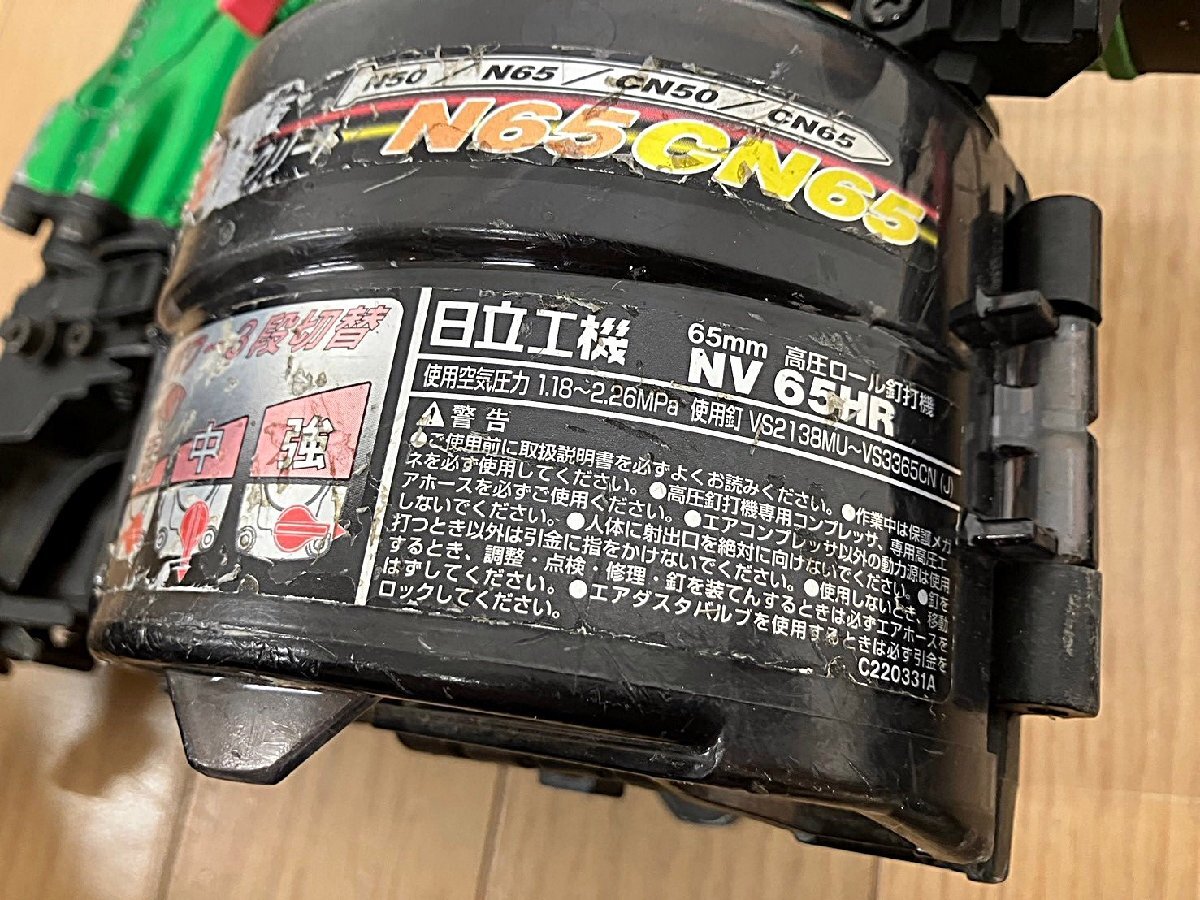 N50 / N65 / CN50 / CN65
N65CN65
クリート
3段切替
中
強
日立工機
65mm 高圧ロール釘打機
NV 65HR
使用空気圧力 1.18～2.26MPa 使用釘 VS2138MU～VS3365CN (J)
警告
●ご使用前に取扱説明書を必ずよくお読みください。●作業中は保護メガ
ネを必ず使用してください。●高圧釘打機専用コンプレッサ、専用高圧エ
アホースを必ずご使用ください。●エアコンプレッサ以外の動力源は使用
しないでください。●人体に射出口を絶対に向けないでください。●釘を
打つとき以外は引金に指をかけないでください。●使用しないとき、移動
するとき、調整・点検・修理・釘を装てんするときは必ずエアホースを
はずしてください。●エアダスタバルブを使用するときは必ず引金を
ロックしてください。
C220331A